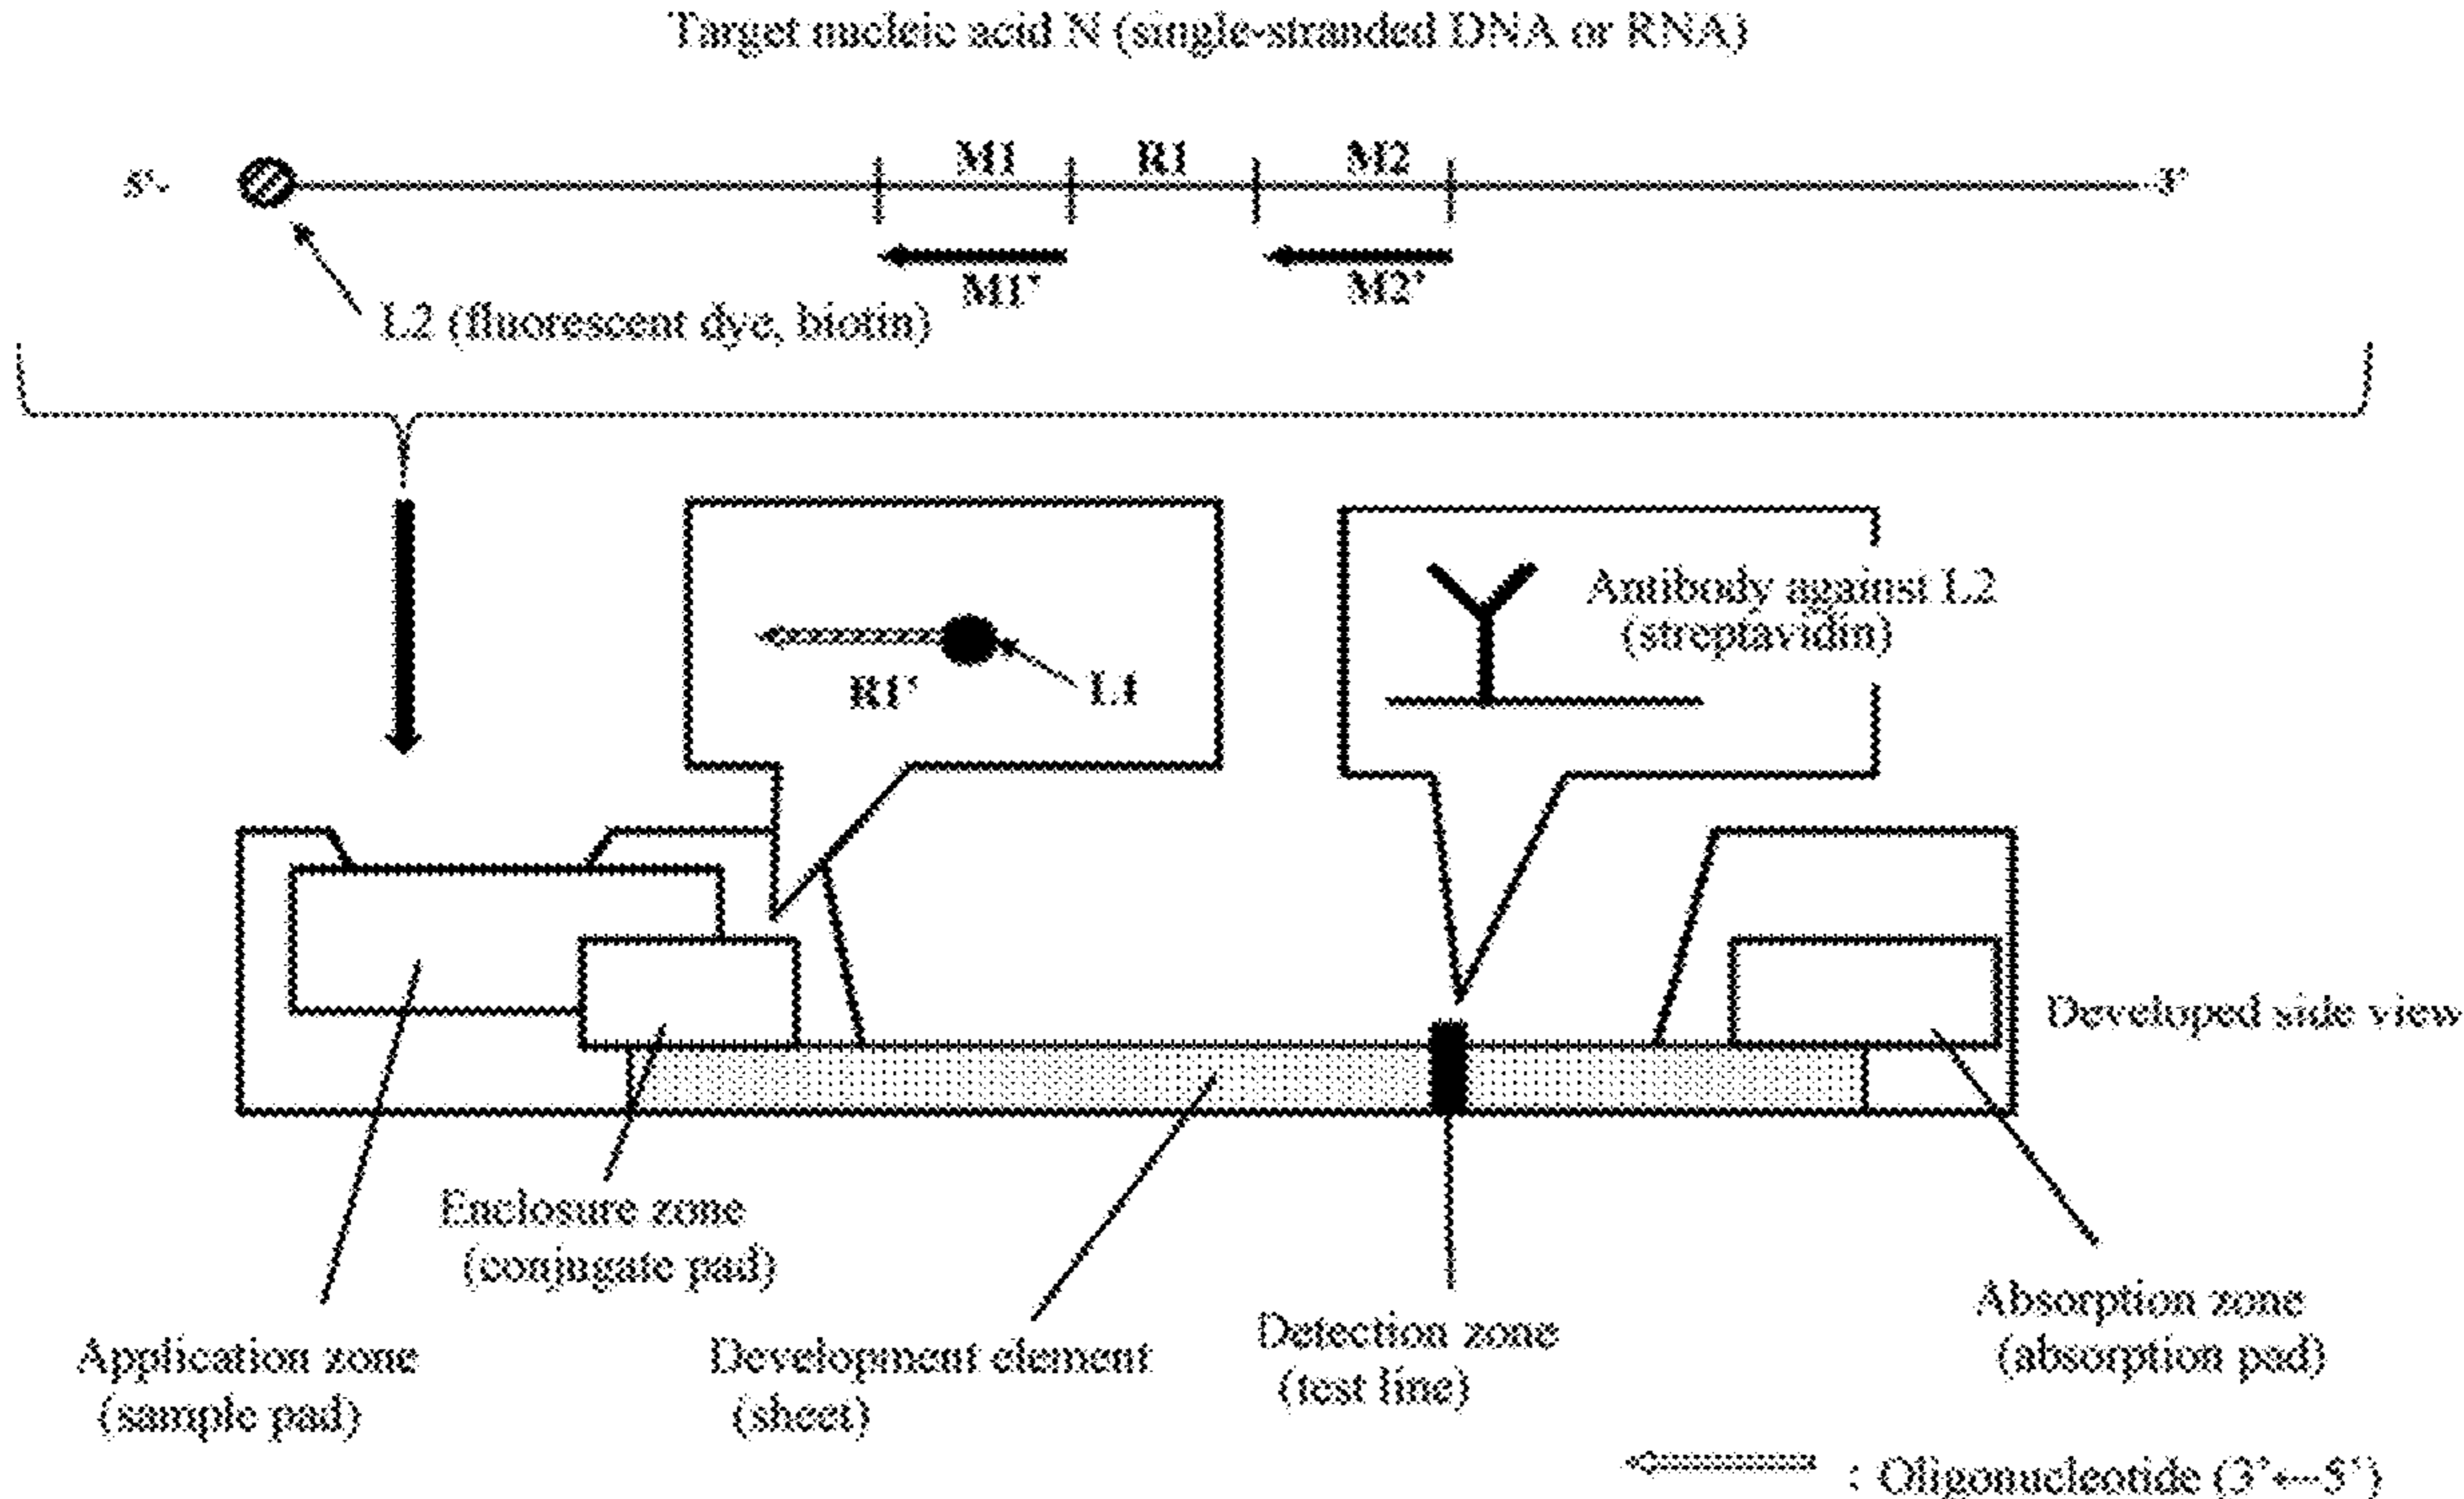 Target nucleic acid N (single-stranded DNA or RNA)
5'- M1 R1 M2 -3'
M1' M2'
L2 (fluorescent dye, biotin)
Antibody against L2
(streptavidin)
R1' L1
Developed side view
Enclosure zone
(conjugate pad)
Application zone
(sample pad)
Development element
(sheet)
Detection zone
(test line)
Absorption zone
(absorption pad)
: Oligonucleotide (3'←5')